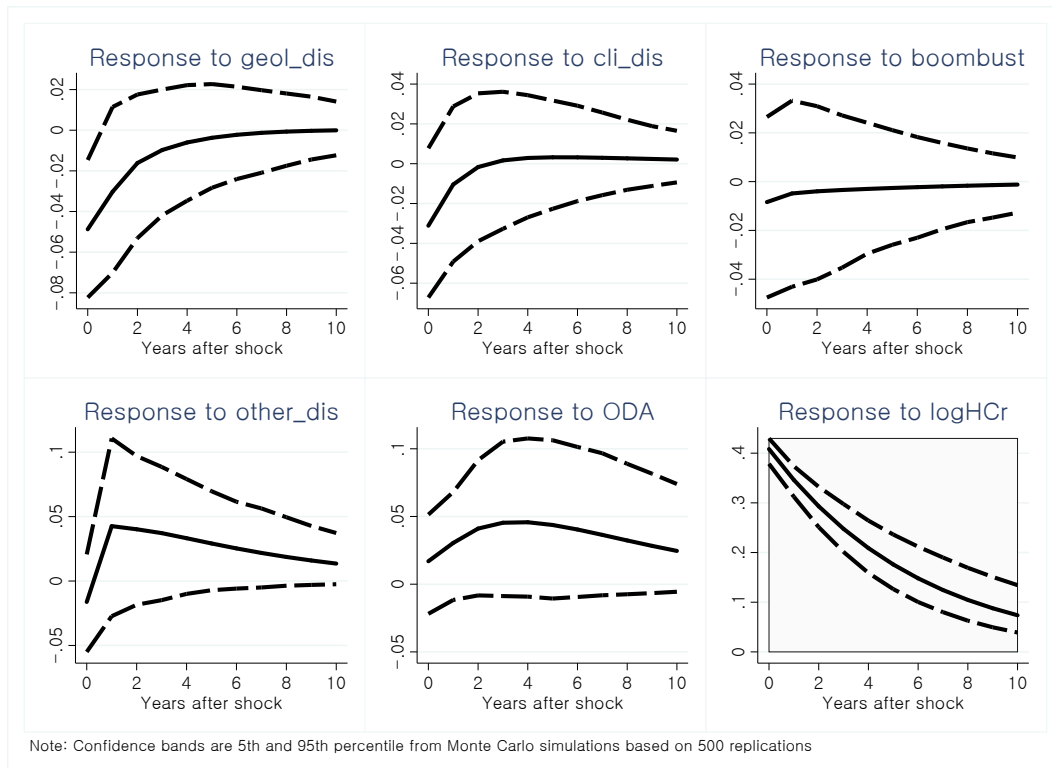 Response to geol_dis
.02
0
-.02
-.04
-.06
-.08
0 2 4 6 8 10
Years after shock
Response to cli_dis
.04
.02
0
-.02
-.04
-.06
0 2 4 6 8 10
Years after shock
Response to boombust
.04
.02
0
-.02
-.04
0 2 4 6 8 10
Years after shock
Response to other_dis
.1
.05
0
-.05
0 2 4 6 8 10
Years after shock
Response to ODA
.1
.05
0
-.05
0 2 4 6 8 10
Years after shock
Response to logHCr
.4
.3
.2
.1
0
0 2 4 6 8 10
Years after shock
Note: Confidence bands are 5th and 95th percentile from Monte Carlo simulations based on 500 replications